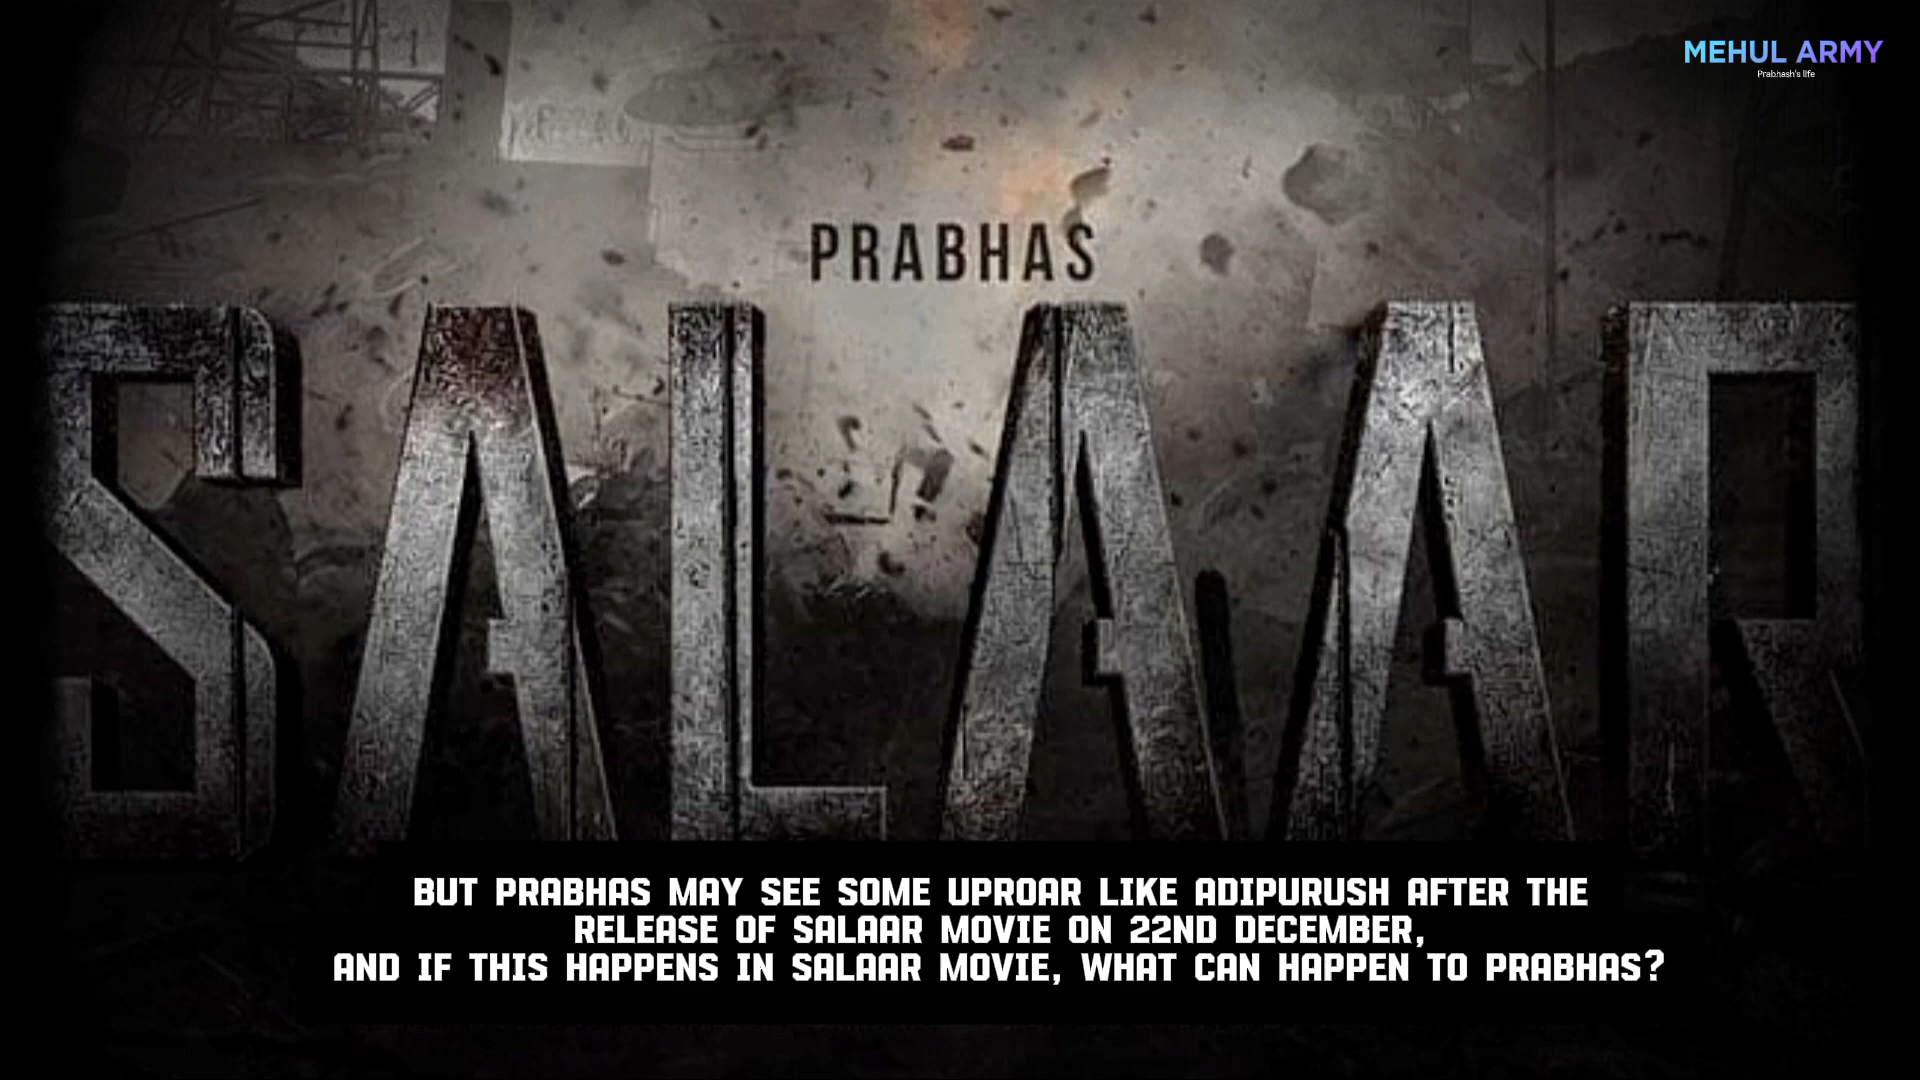 MEHUL ARMY
Prabhash's life
PRABHAS
SALAAR
BUT PRABHAS MAY SEE SOME UPROAR LIKE ADIPURUSH AFTER THE
RELEASE OF SALAAR MOVIE ON 22ND DECEMBER,
AND IF THIS HAPPENS IN SALAAR MOVIE, WHAT CAN HAPPEN TO PRABHAS?